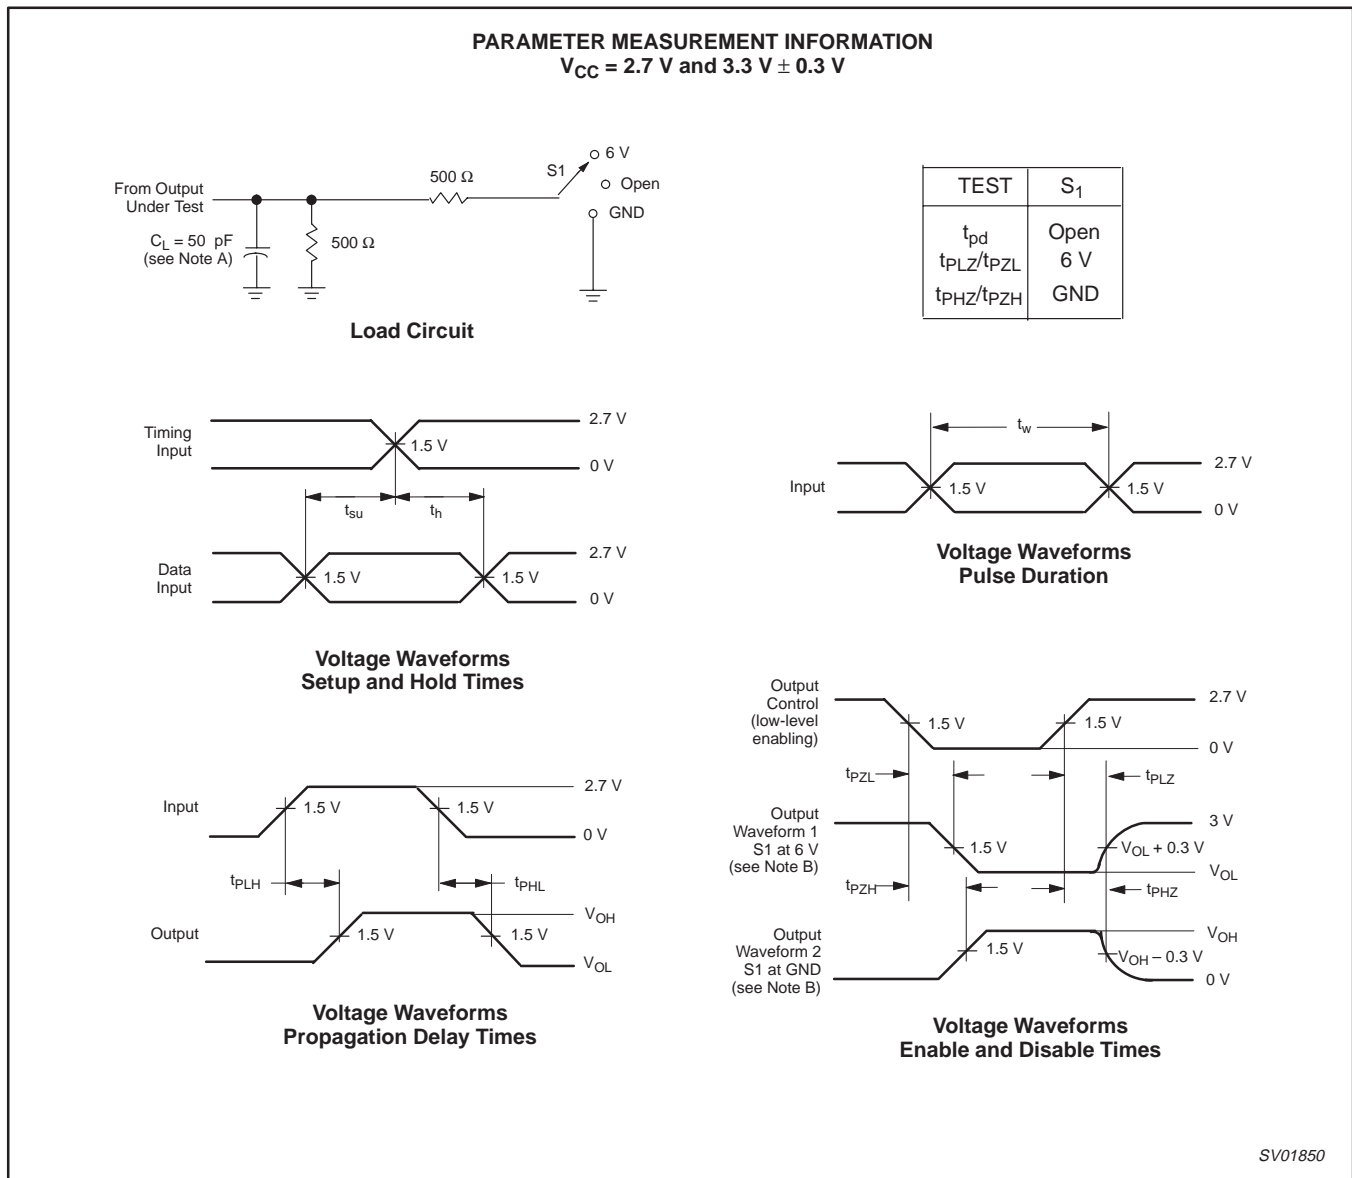 PARAMETER MEASUREMENT INFORMATION
VCC = 2.7 V and 3.3 V ± 0.3 V
From Output
Under Test
CL = 50 pF
(see Note A)
500 Ω
500 Ω
S1
6 V
Open
GND
Load Circuit
TEST S1
tpd Open
tPLZ/tPZL 6 V
tPHZ/tPZH GND
Timing
Input
1.5 V
2.7 V
0 V
tsu
th
Data
Input
1.5 V
1.5 V
2.7 V
0 V
Voltage Waveforms
Setup and Hold Times
tw
Input
1.5 V
1.5 V
2.7 V
0 V
Voltage Waveforms
Pulse Duration
Input
1.5 V
1.5 V
2.7 V
0 V
tPLH
tPHL
Output
1.5 V
1.5 V
VOH
VOL
Voltage Waveforms
Propagation Delay Times
Output
Control
(low-level
enabling)
1.5 V
1.5 V
2.7 V
0 V
tPZL
tPLZ
Output
Waveform 1
S1 at 6 V
(see Note B)
1.5 V
3 V
VOL + 0.3 V
VOL
tPZH
tPHZ
Output
Waveform 2
S1 at GND
(see Note B)
1.5 V
VOH
VOH – 0.3 V
0 V
Voltage Waveforms
Enable and Disable Times
SV01850